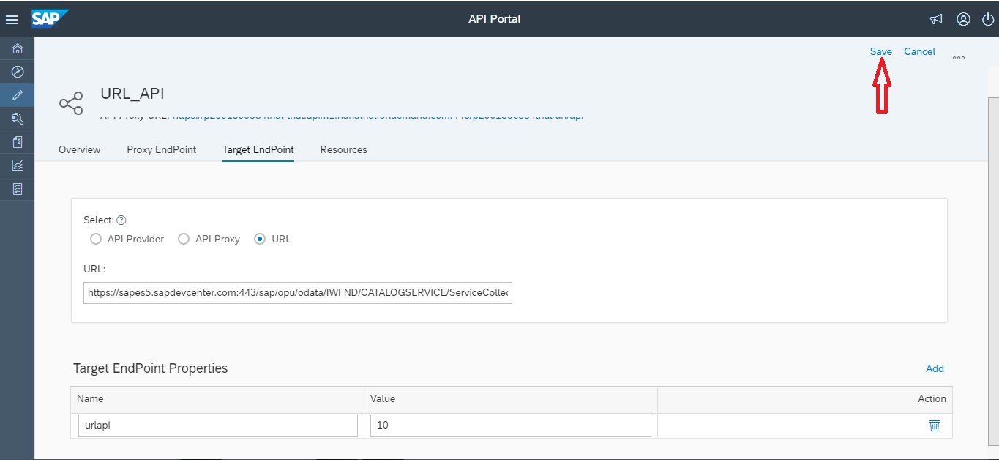 SAP
API Portal
Save Cancel
URL_API
Overview Proxy EndPoint Target EndPoint Resources
Select:
API Provider API Proxy URL
URL:
https://sapes5.sapdevcenter.com:443/sap/opu/odata/IWFND/CATALOGSERVICE/ServiceCollec
Target EndPoint Properties Add
Name Value Action
urlapi 10